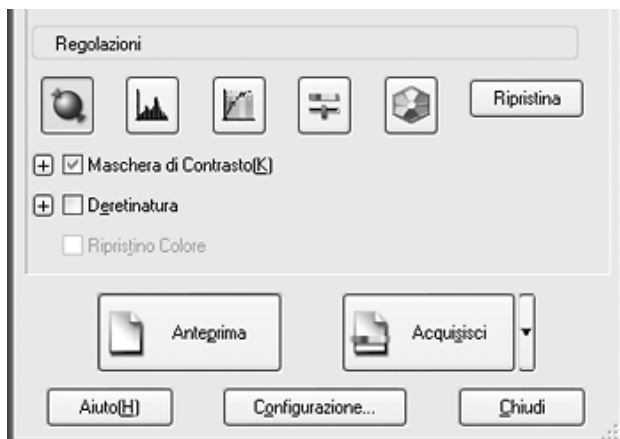 Regolazioni
Ripristina
Maschera di Contrasto(K)
Deretinatura
Ripristino Colore
Anteprima
Acquisisci
Aiuto(H)
Configurazione...
Chiudi